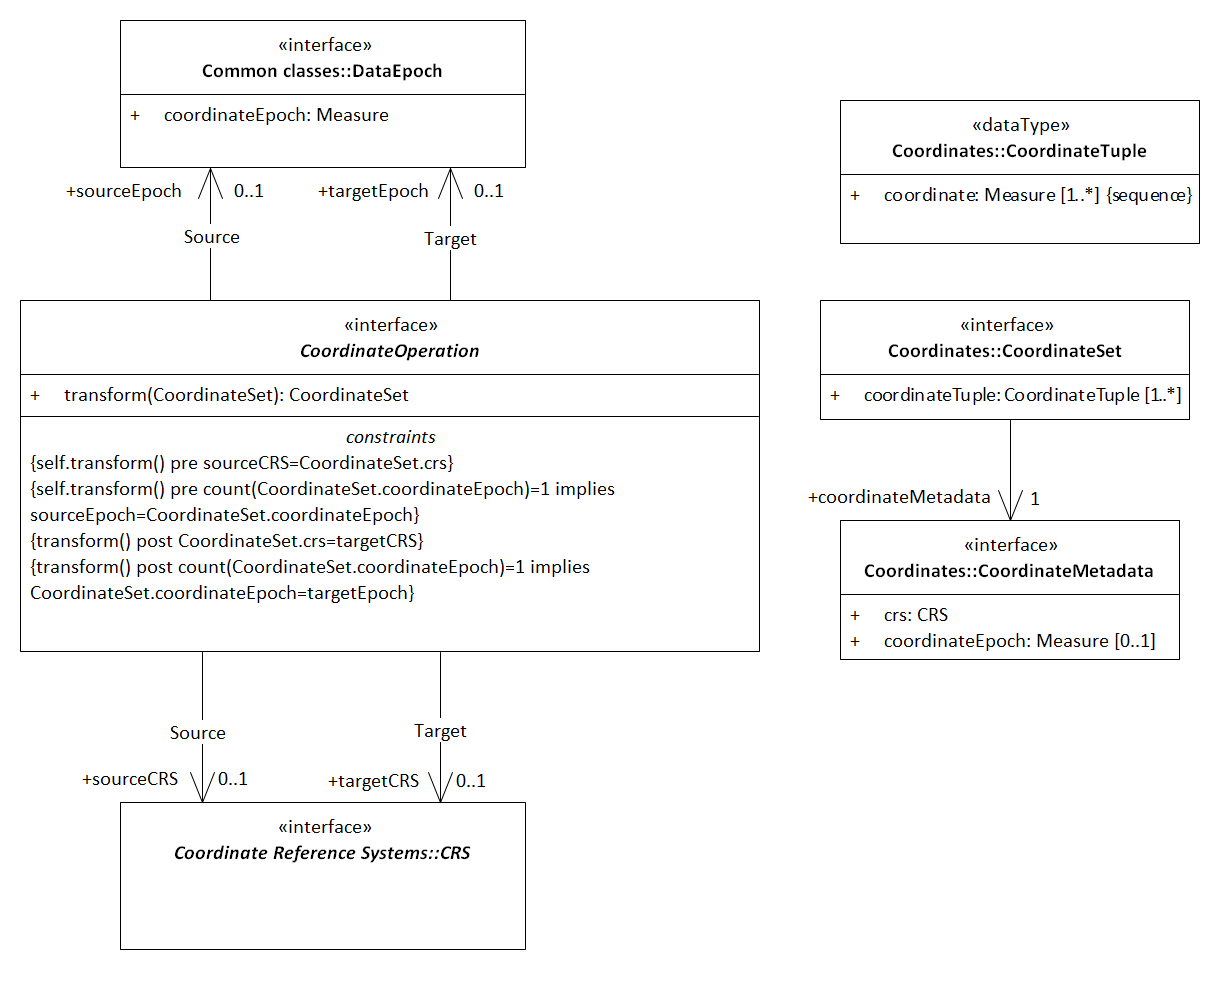 «interface»
Common classes::DataEpoch
+ coordinateEpoch: Measure
+sourceEpoch 0..1
+targetEpoch 0..1
Source
Target
«interface»
CoordinateOperation
+ transform(CoordinateSet): CoordinateSet
constraints
{self.transform() pre sourceCRS=CoordinateSet.crs}
{self.transform() pre count(CoordinateSet.coordinateEpoch)=1 implies
sourceEpoch=CoordinateSet.coordinateEpoch}
{transform() post CoordinateSet.crs=targetCRS}
{transform() post count(CoordinateSet.coordinateEpoch)=1 implies
CoordinateSet.coordinateEpoch=targetEpoch}
Source
Target
+sourceCRS 0..1
+targetCRS 0..1
«interface»
Coordinate Reference Systems::CRS
«dataType»
Coordinates::CoordinateTuple
+ coordinate: Measure [1..*] {sequence}
«interface»
Coordinates::CoordinateSet
+ coordinateTuple: CoordinateTuple [1..*]
+coordinateMetadata 1
«interface»
Coordinates::CoordinateMetadata
+ crs: CRS
+ coordinateEpoch: Measure [0..1]